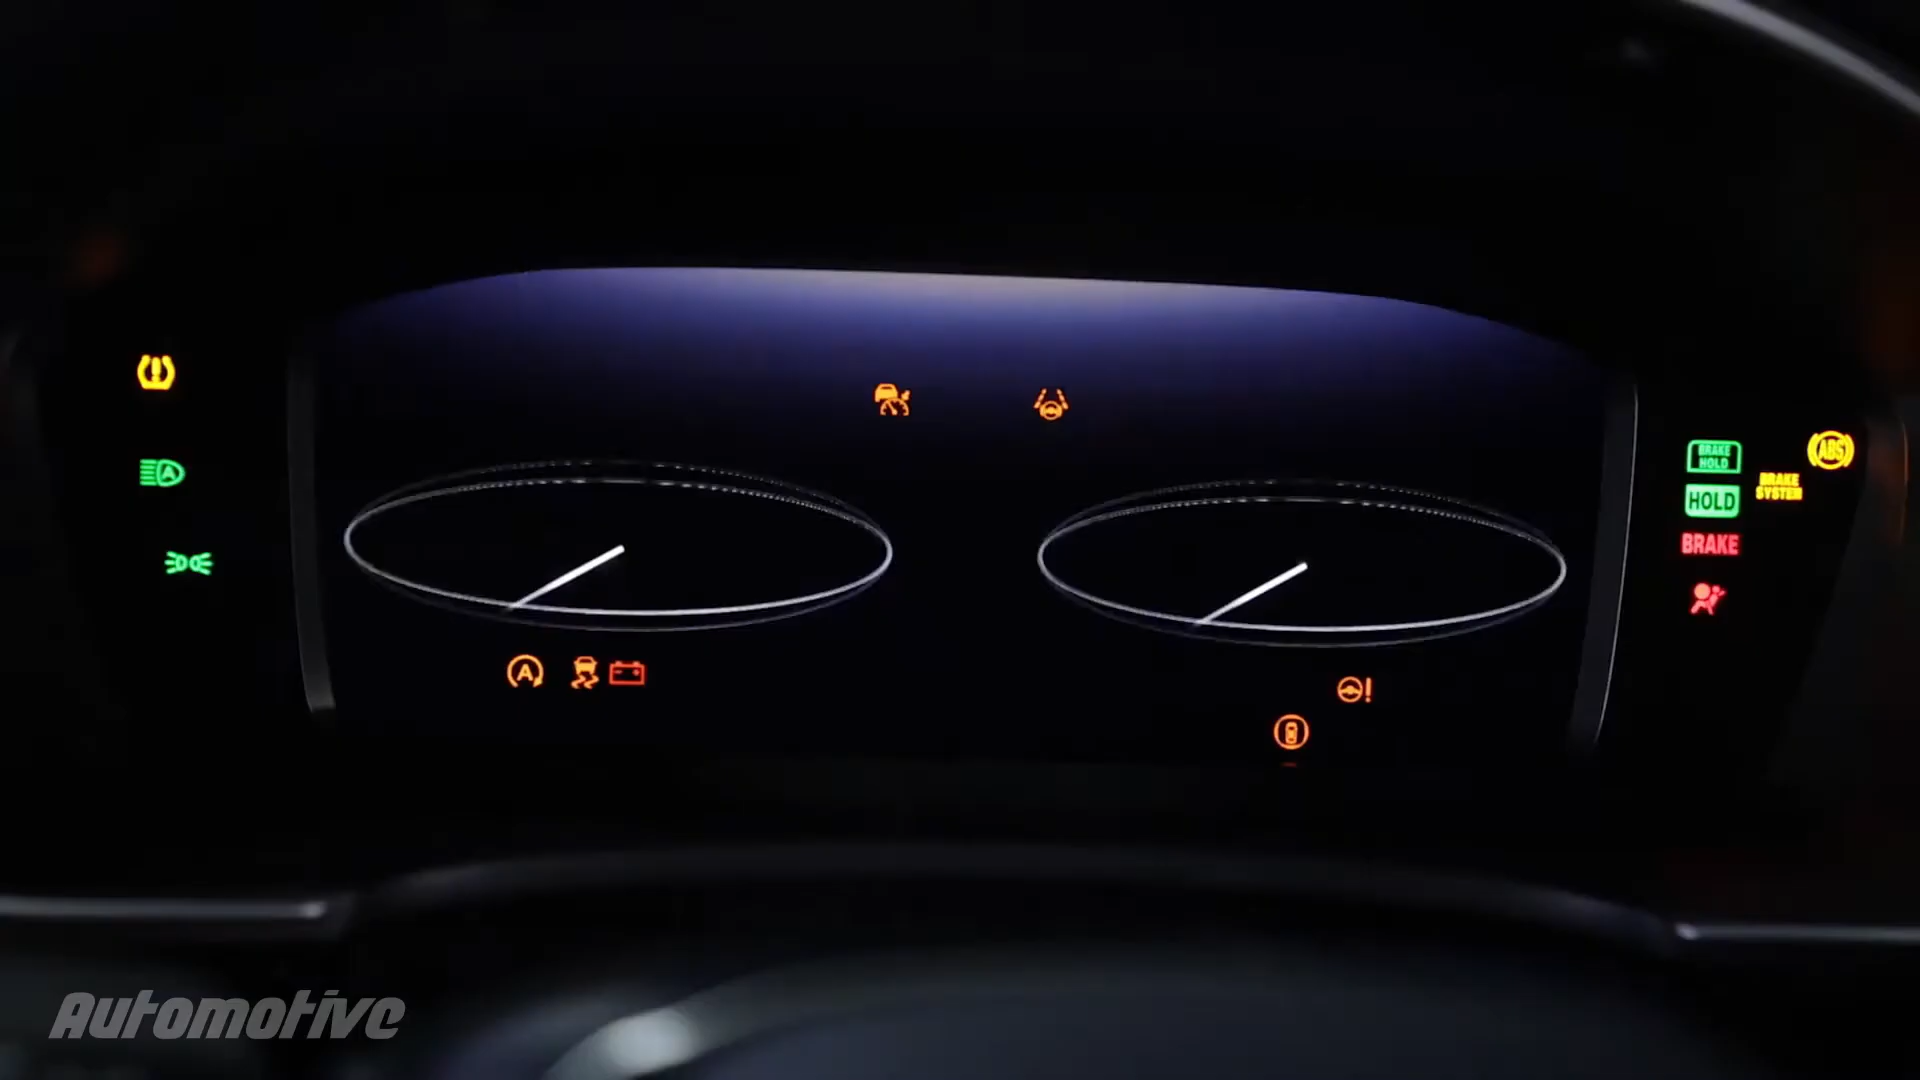 A
BRAKE
HOLD
ABS
BRAKE
SYSTEM
HOLD
BRAKE
A
Automotive